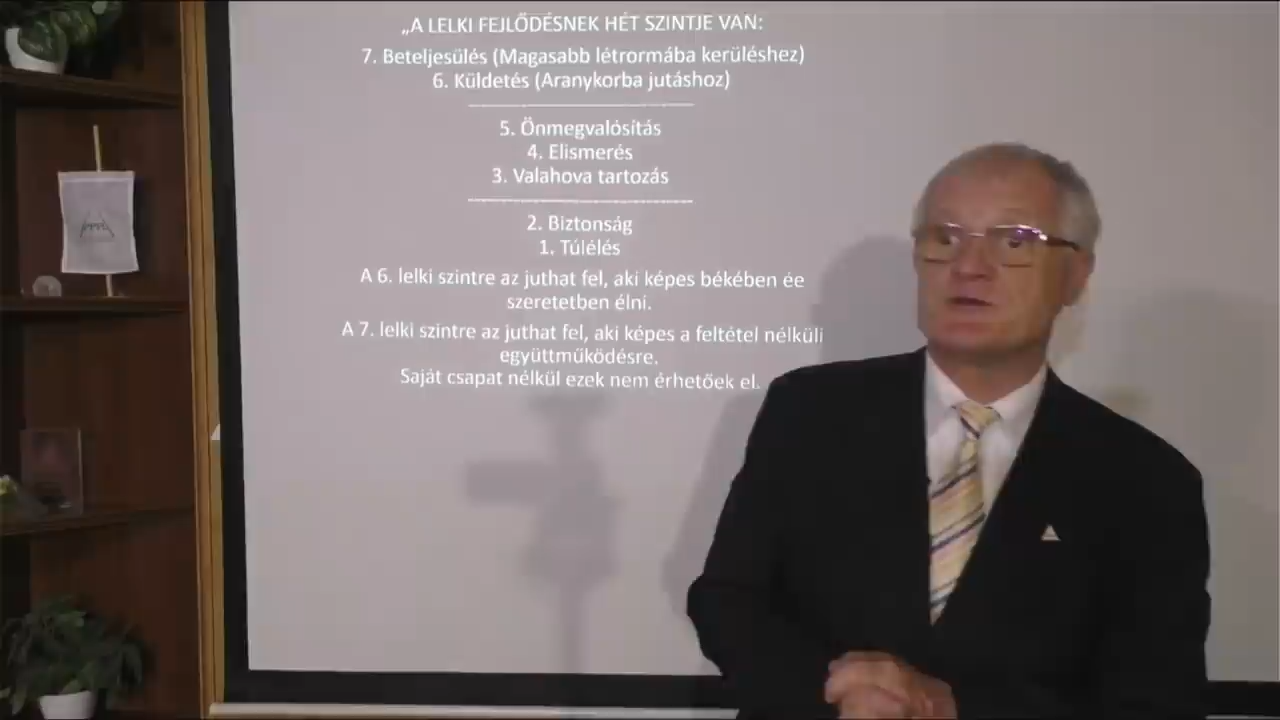 „A LELKI FEJLŐDÉSNEK HÉT SZINTJE VAN:
7. Beteljesülés (Magasabb létrormába kerüléshez)
6. Küldetés (Aranykorba jutáshoz)
5. Önmegvalósítás
4. Elismerés
3. Valahova tartozás
2. Biztonság
1. Túlélés
A 6. lelki szintre az juthat fel, aki képes békében ée
szeretetben élni.
A 7. lelki szintre az juthat fel, aki képes a feltétel nélküli
együttműködésre.
Saját csapat nélkül ezek nem érhetőek el.